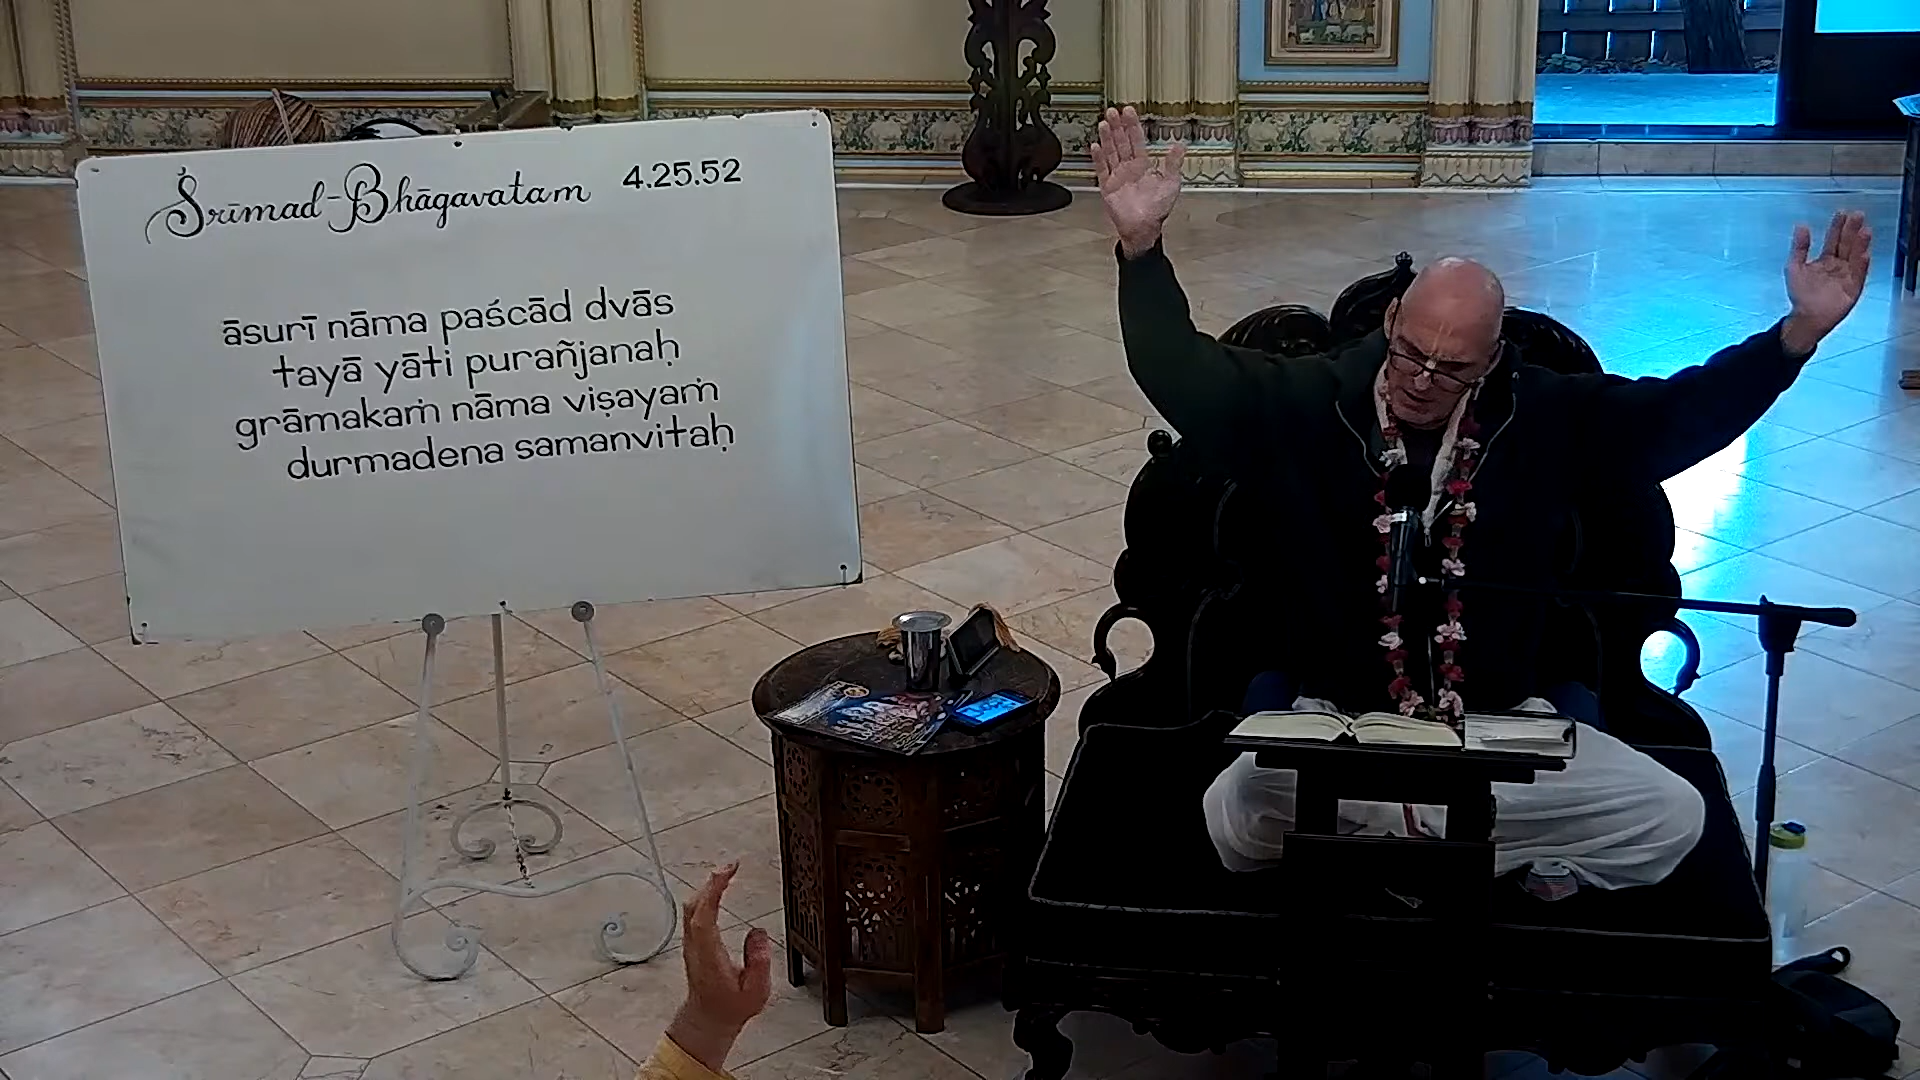 Śrīmad-Bhāgavatam 4.25.52
āsurī nāma paścād dvās
tayā yāti purañjanaḥ
grāmakaṁ nāma viṣayaṁ
durmadena samanvitaḥ